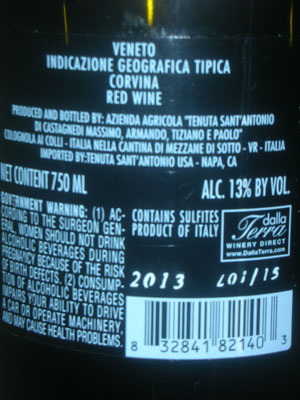 VENETO
INDICAZIONE GEOGRAFICA TIPICA
CORVINA
RED WINE
PRODUCED AND BOTTLED BY: AZIENDA AGRICOLA "TENUTA SANT'ANTONIO
DI CASTAGNEDI MASSIMO, ARMANDO, TIZIANO E PAOLO"
COLOGNOLA AI COLLI - ITALIA NELLA CANTINA DI MEZZANE DI SOTTO - VR - ITALIA
IMPORTED BY: TENUTA SANT'ANTONIO USA - NAPA, CA
NET CONTENT 750 ML
ALC. 13% BY VOL.
GOVERNMENT WARNING: (1) AC-
CORDING TO THE SURGEON GEN-
ERAL, WOMEN SHOULD NOT DRINK
ALCOHOLIC BEVERAGES DURING
PREGNANCY BECAUSE OF THE RISK
OF BIRTH DEFECTS. (2) CONSUMP-
TION OF ALCOHOLIC BEVERAGES
IMPAIRS YOUR ABILITY TO DRIVE
A CAR OR OPERATE MACHINERY,
AND MAY CAUSE HEALTH PROBLEMS.
CONTAINS SULFITES
PRODUCT OF ITALY
dalla
Terra
WINERY DIRECT
www.DallaTerra.com
2013
L01/15
8 32841 82140 3